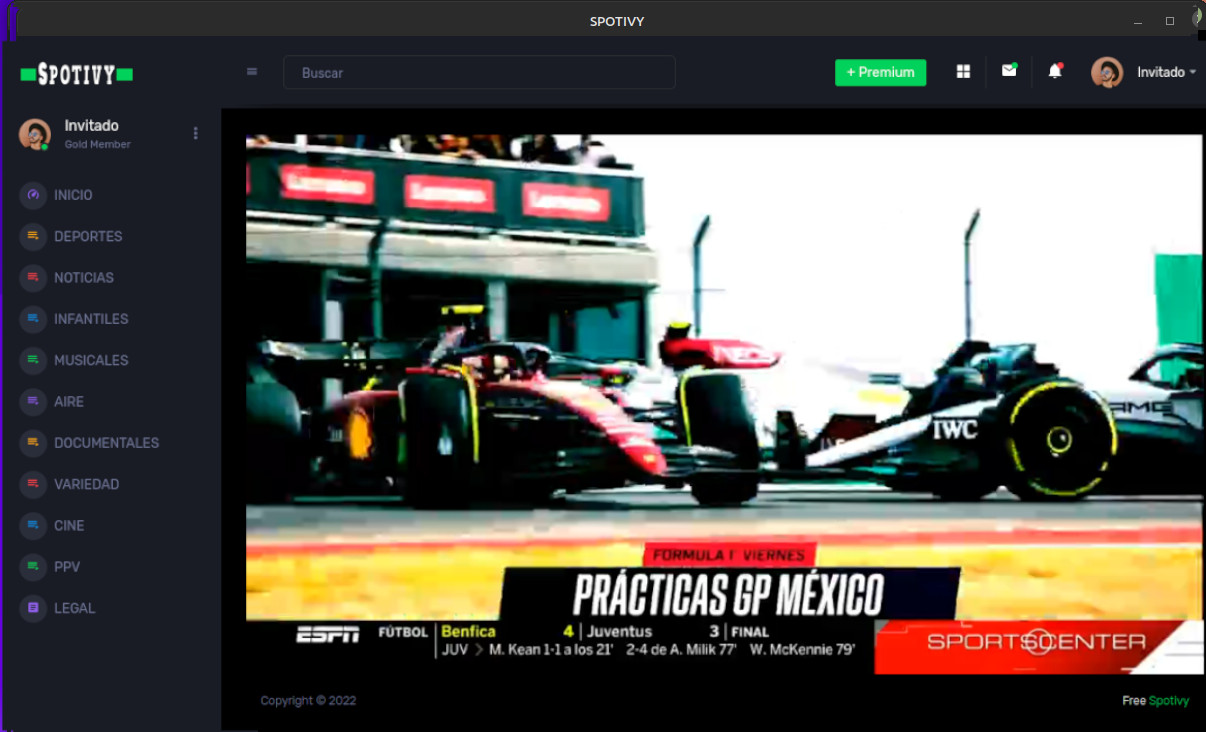 SPOTIVY
SPOTIVY
Buscar
+ Premium
Invitado
Invitado
Gold Member
INICIO
DEPORTES
NOTICIAS
INFANTILES
MUSICALES
AIRE
DOCUMENTALES
VARIEDAD
CINE
PPV
LEGAL
Lenovo
Lenovo
Lenovo
INEOS
AMG
IWC
FORMULA 1 VIERNES
PRÁCTICAS GP MÉXICO
ESPN FÚTBOL Benfica 4 Juventus 3 FINAL
JUV > M. Kean 1-1 a los 21' 2-4 de A. Milik 77' W. McKennie 79'
SPORTSCENTER
Copyright © 2022
Free Spotivy